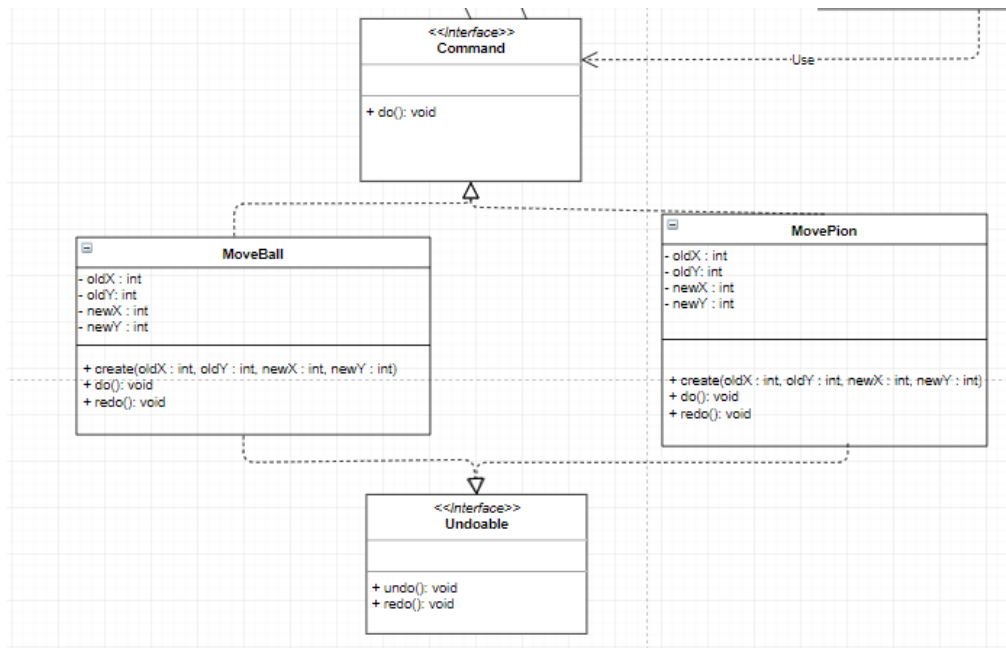 <<Interface>>
Command
+ do(): void
Use
MoveBall
- oldX : int
- oldY: int
- newX : int
- newY : int
+ create(oldX : int, oldY : int, newX : int, newY : int)
+ do(): void
+ redo(): void
MovePion
- oldX : int
- oldY: int
- newX : int
- newY : int
+ create(oldX : int, oldY : int, newX : int, newY : int)
+ do(): void
+ redo(): void
<<Interface>>
Undoable
+ undo(): void
+ redo(): void